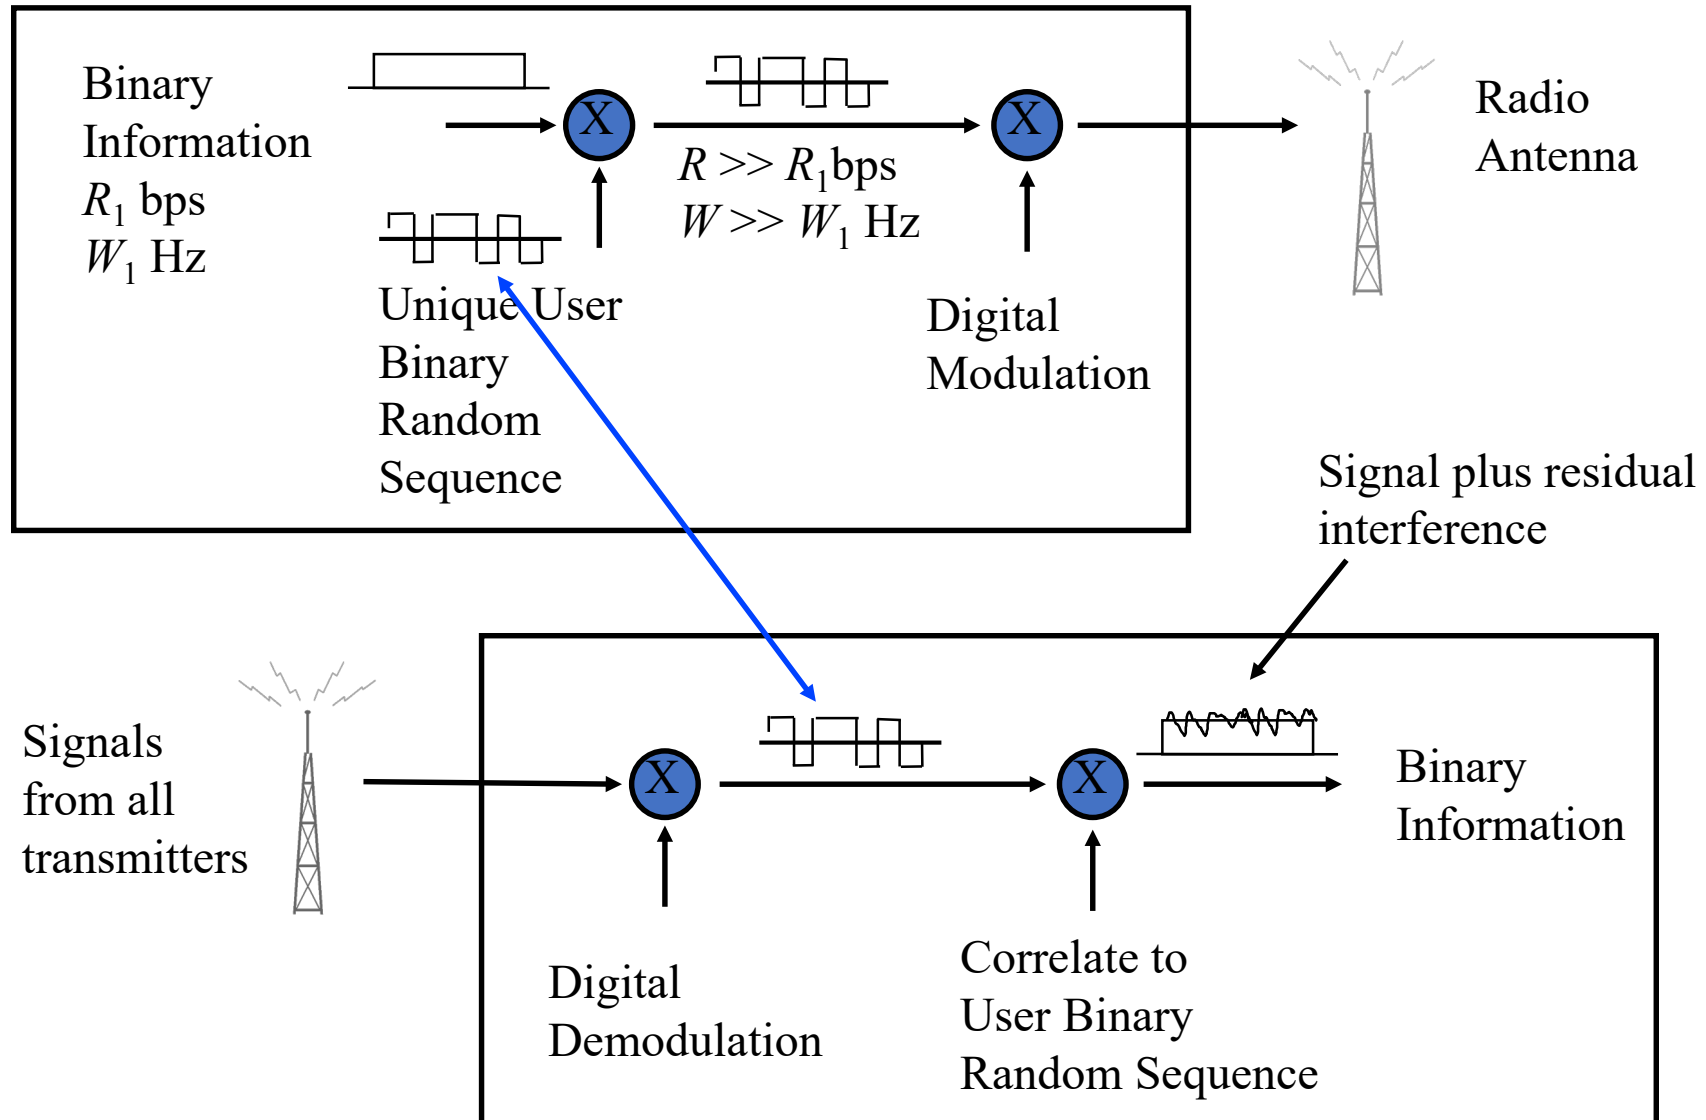 Binary
Information
R₁ bps
W₁ Hz
X
R >> R₁bps
W >> W₁ Hz
Unique User
Binary
Random
Sequence
X
Digital
Modulation
Radio
Antenna
Signal plus residual
interference
Signals
from all
transmitters
X
Digital
Demodulation
X
Correlate to
User Binary
Random Sequence
Binary
Information